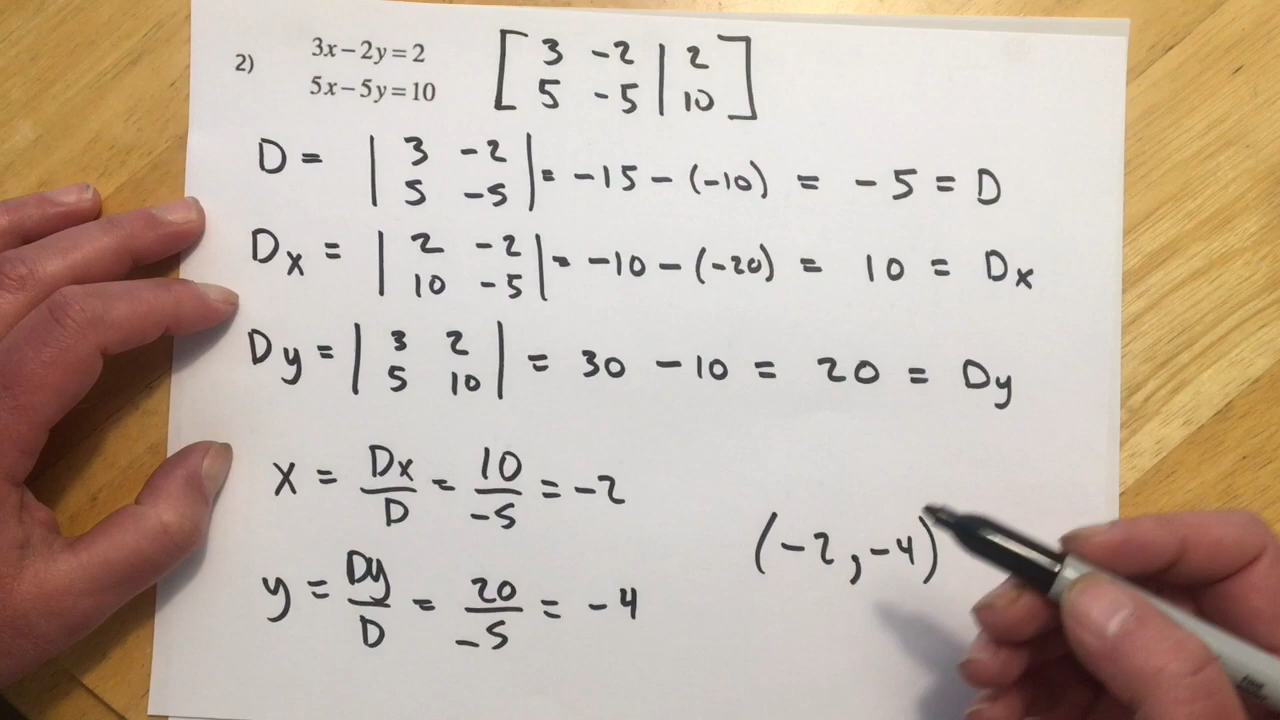 2) 3x−2y=2 [ 3 -2 | 2 ]
5x−5y=10 [ 5 -5 | 10 ]
D = | 3 -2 | = -15 - (-10) = -5 = D
| 5 -5 |
Dx = | 2 -2 | = -10 - (-20) = 10 = Dx
| 10 -5 |
Dy = | 3 2 | = 30 - 10 = 20 = Dy
| 5 10 |
x = Dx/D = 10/-5 = -2
(-2, -4)
y = Dy/D = 20/-5 = -4